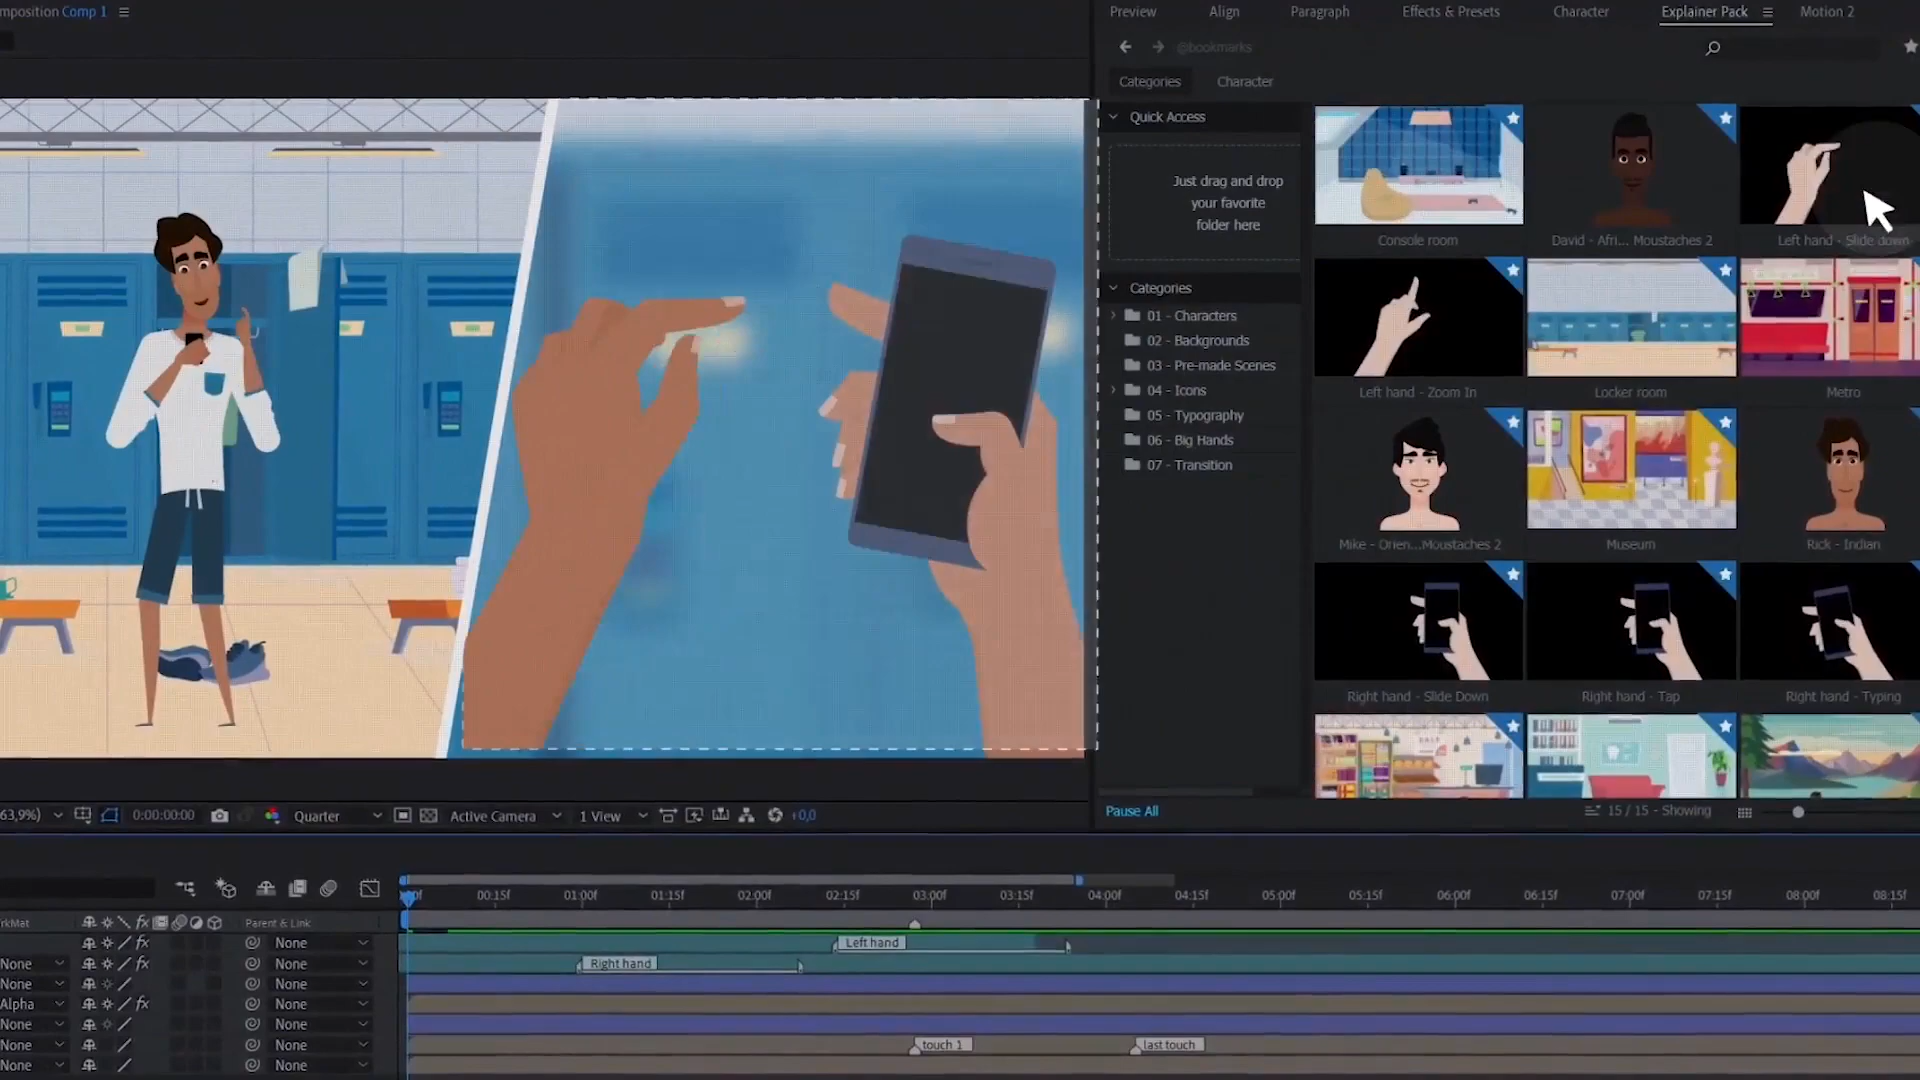 mposition Comp 1
Preview Align Paragraph Effects & Presets Character Explainer Pack Motion 2
@bookmarks
Categories Character
Quick Access
Just drag and drop
your favorite
folder here
Categories
01 - Characters
02 - Backgrounds
03 - Pre-made Scenes
04 - Icons
05 - Typography
06 - Big Hands
07 - Transition
Console room David - Afri... Moustaches 2 Left hand - Slide down
Left hand - Zoom In Locker room Metro
Mike - Orien...Moustaches 2 Museum Rick - Indian
Right hand - Slide Down Right hand - Tap Right hand - Typing
Pause All 15 / 15 - Showing
63,9%) 0:00:00:00 Quarter Active Camera 1 View +0,0
00:15f 01:00f 01:15f 02:00f 02:15f 03:00f 03:15f 04:00f 04:15f 05:00f 05:15f 06:00f 06:15f 07:00f 07:15f 08:00f 08:15f
rkMat fx Parent & Link
fx None Left hand
None fx None Right hand
None None
Alpha fx None
None None
None None touch 1 last touch
None None